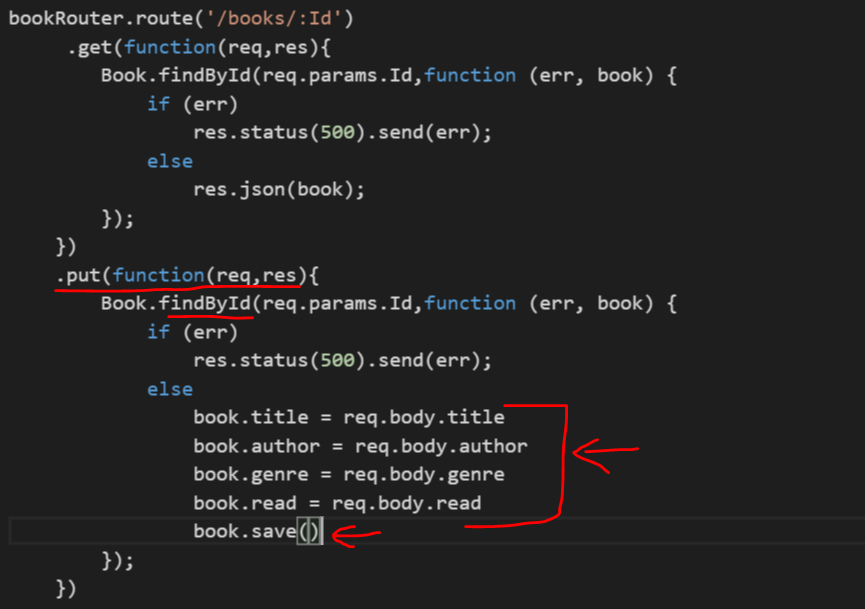 bookRouter.route('/books/:Id')
.get(function(req,res){
Book.findById(req.params.Id,function (err, book) {
if (err)
res.status(500).send(err);
else
res.json(book);
});
})
.put(function(req,res){
Book.findById(req.params.Id,function (err, book) {
if (err)
res.status(500).send(err);
else
book.title = req.body.title
book.author = req.body.author
book.genre = req.body.genre
book.read = req.body.read
book.save()
});
})